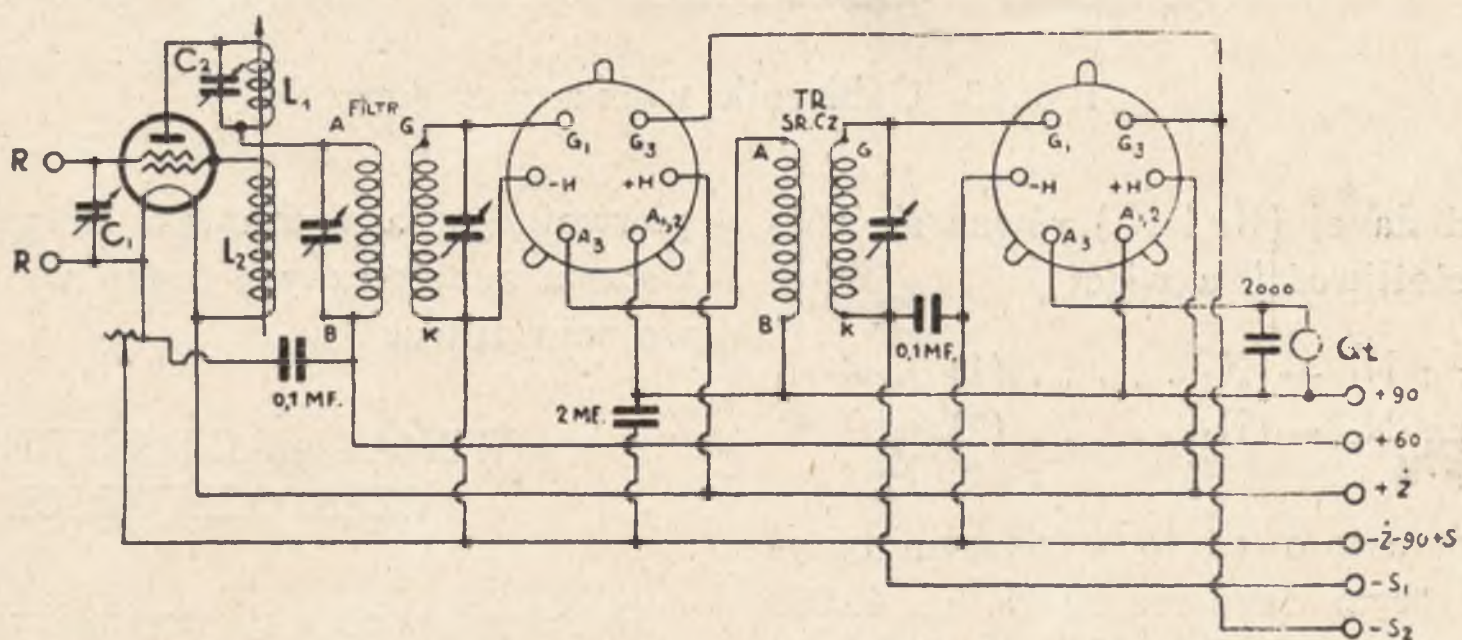 C2
L1
R
C1
R
L2
0,1 MF.
FILTR
A
G
B
K
G1
G3
-H
+H
A3
A1,2
2 MF.
TR.
SR.CZ
A
G
B
K
0,1 MF.
G1
G3
-H
+H
A3
A1,2
2000
Gł
+90
+60
+Ż
-Ż-90+S
-S1
-S2